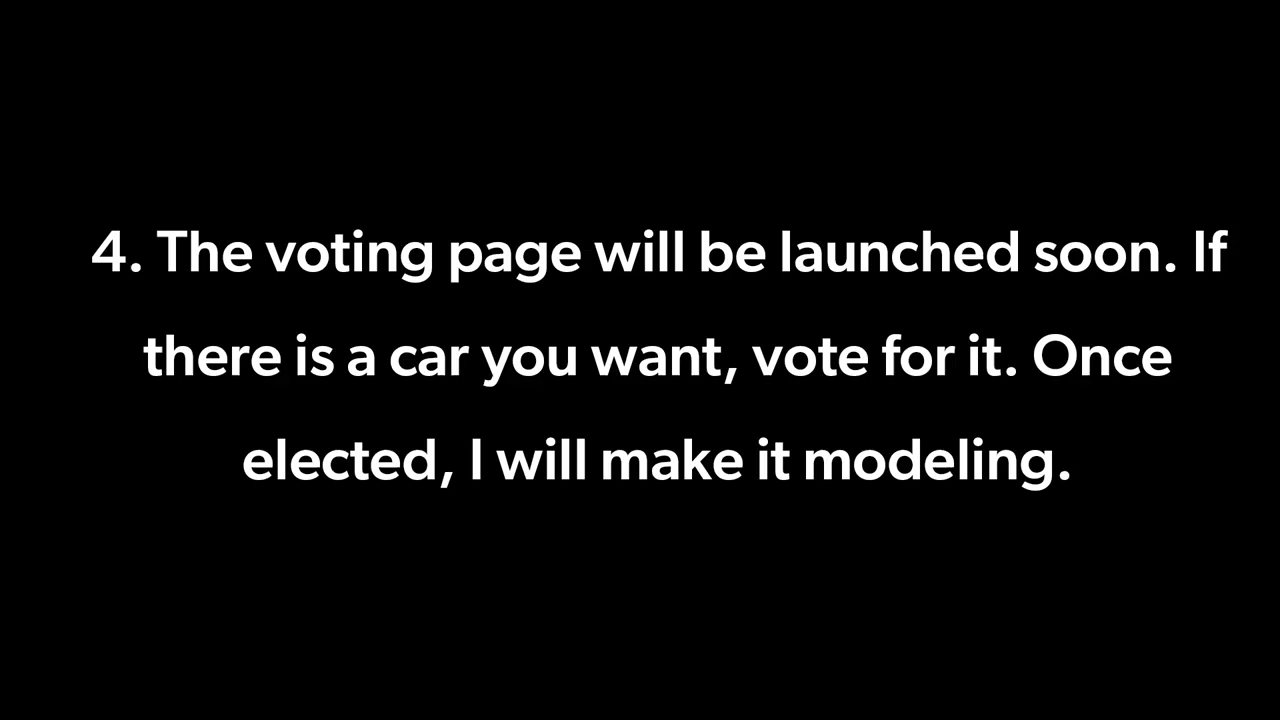 4. The voting page will be launched soon. If
there is a car you want, vote for it. Once
elected, I will make it modeling.